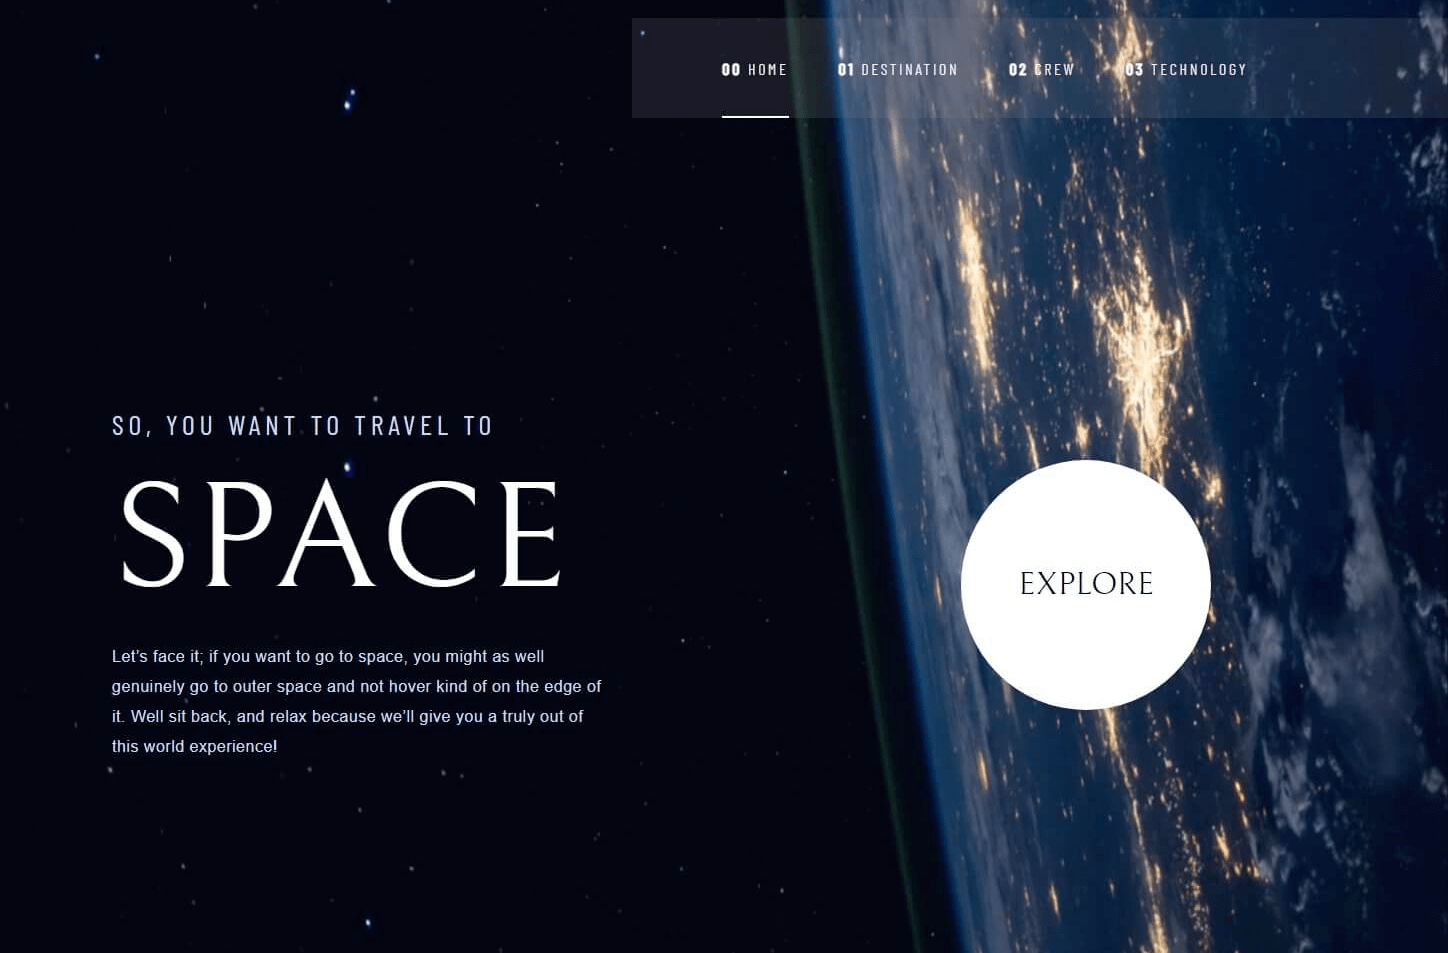 00 HOME 01 DESTINATION 02 CREW 03 TECHNOLOGY
SO, YOU WANT TO TRAVEL TO
SPACE
Let’s face it; if you want to go to space, you might as well
genuinely go to outer space and not hover kind of on the edge of
it. Well sit back, and relax because we’ll give you a truly out of
this world experience!
EXPLORE